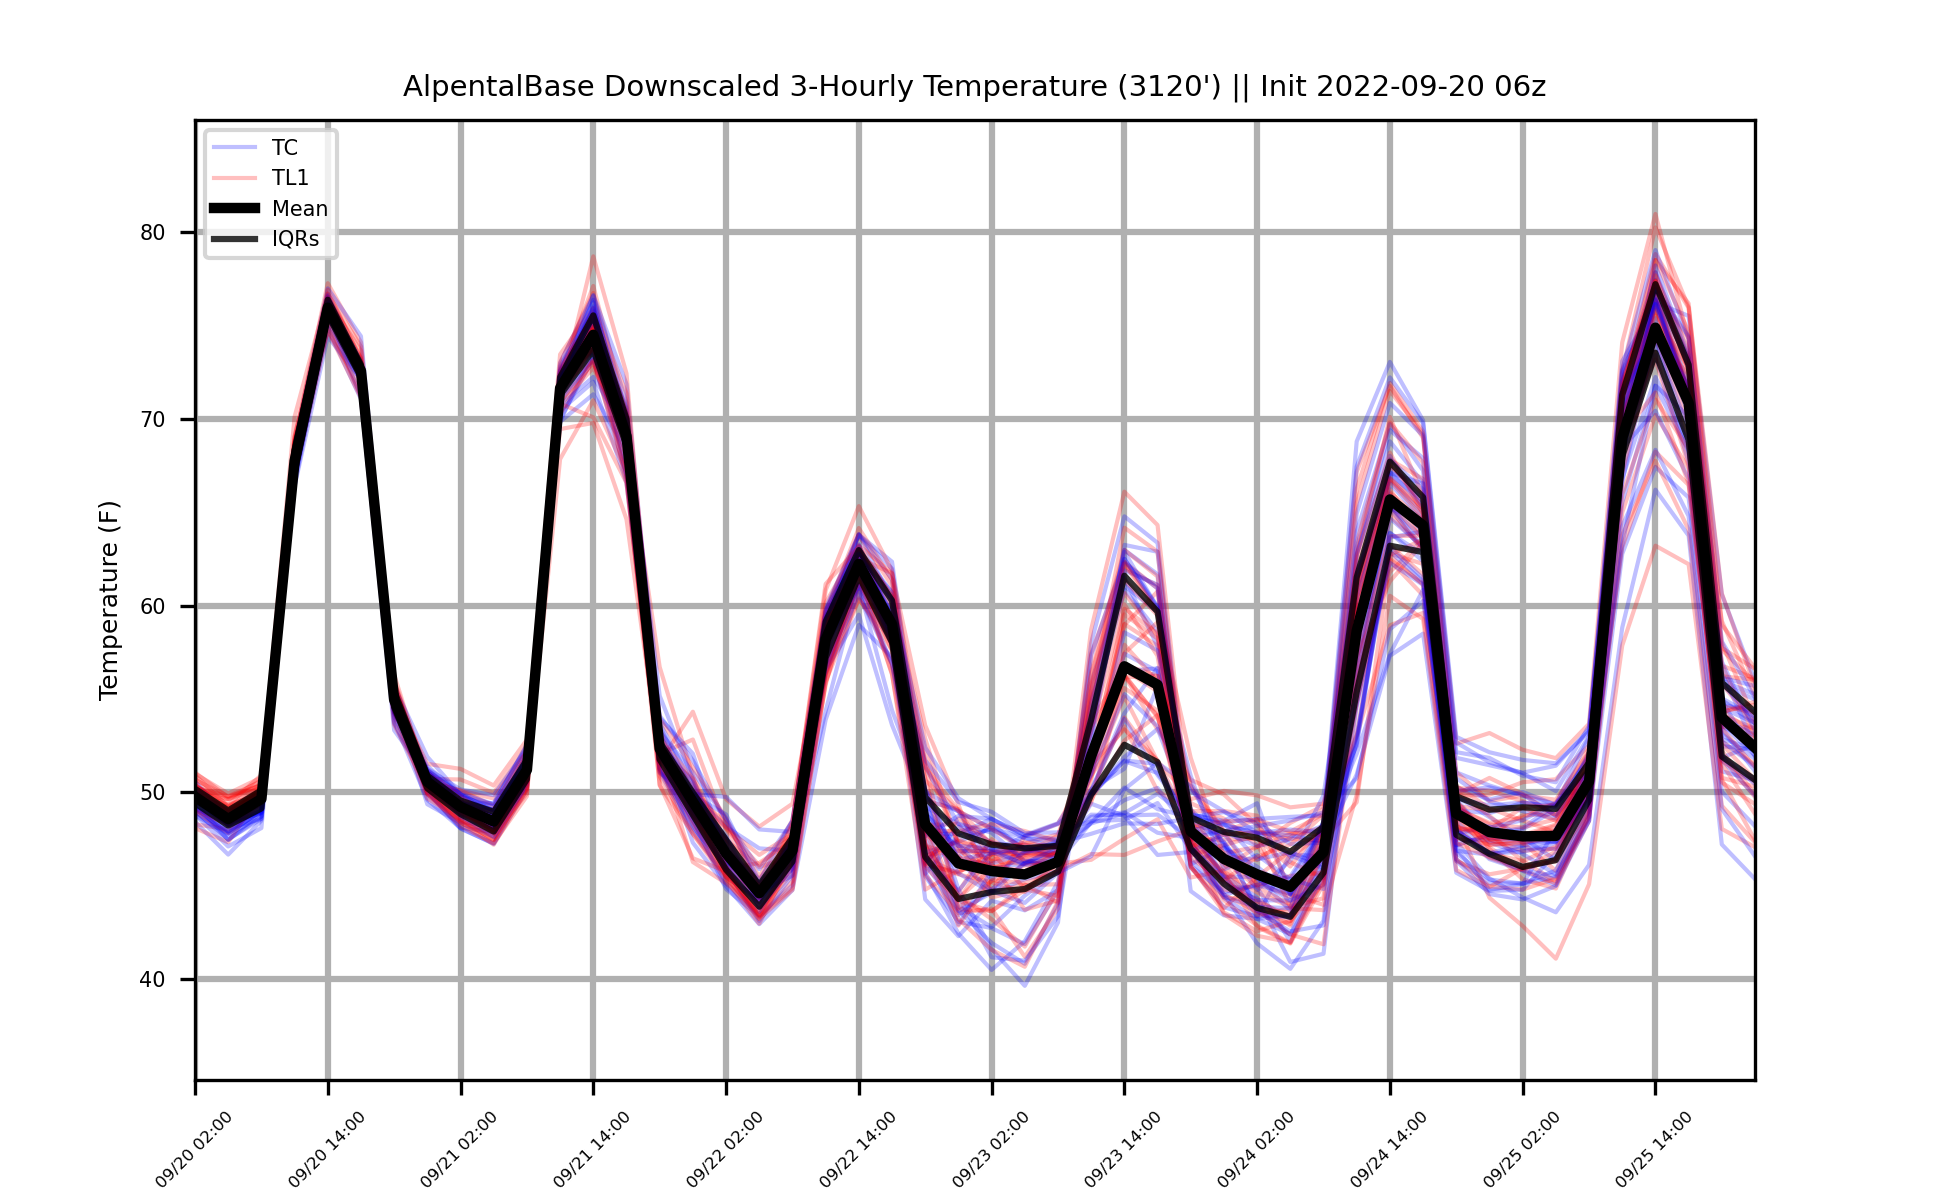 AlpentalBase Downscaled 3-Hourly Temperature (3120') || Init 2022-09-20 06z
TC
TL1
Mean
IQRs
Temperature (F)
80
70
60
50
40
09/20 02:00
09/20 14:00
09/21 02:00
09/21 14:00
09/22 02:00
09/22 14:00
09/23 02:00
09/23 14:00
09/24 02:00
09/24 14:00
09/25 02:00
09/25 14:00